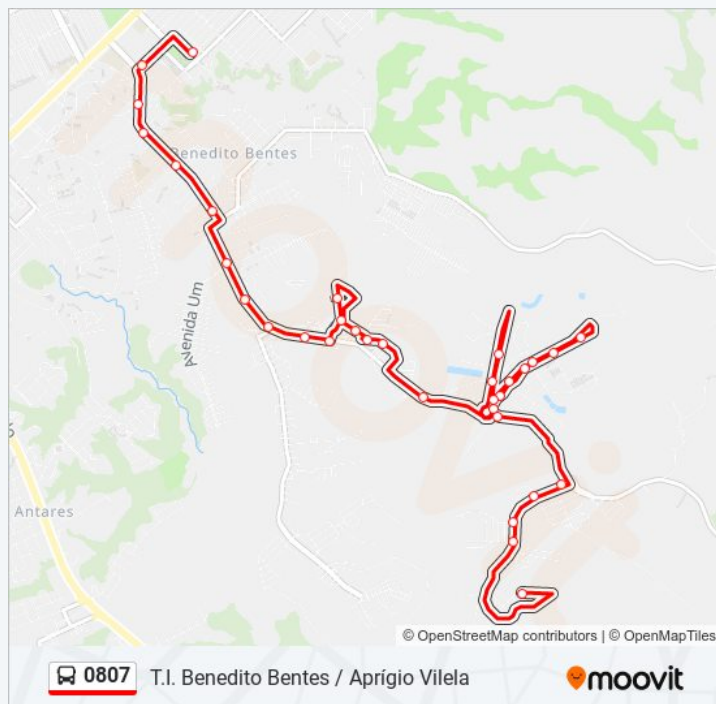 Benedito Bentes
Avenida Um
Antares
© OpenStreetMap contributors | © OpenMapTiles
0807 T.I. Benedito Bentes / Aprígio Vilela
moovit